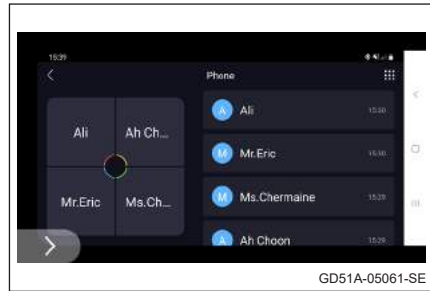 15:39
Phone
Ali
Ah Ch...
Mr.Eric
Ms.Ch...
A Ali 15:30
M Mr.Eric 15:30
M Ms.Chermaine 15:29
A Ah Choon 15:29
GD51A-05061-SE